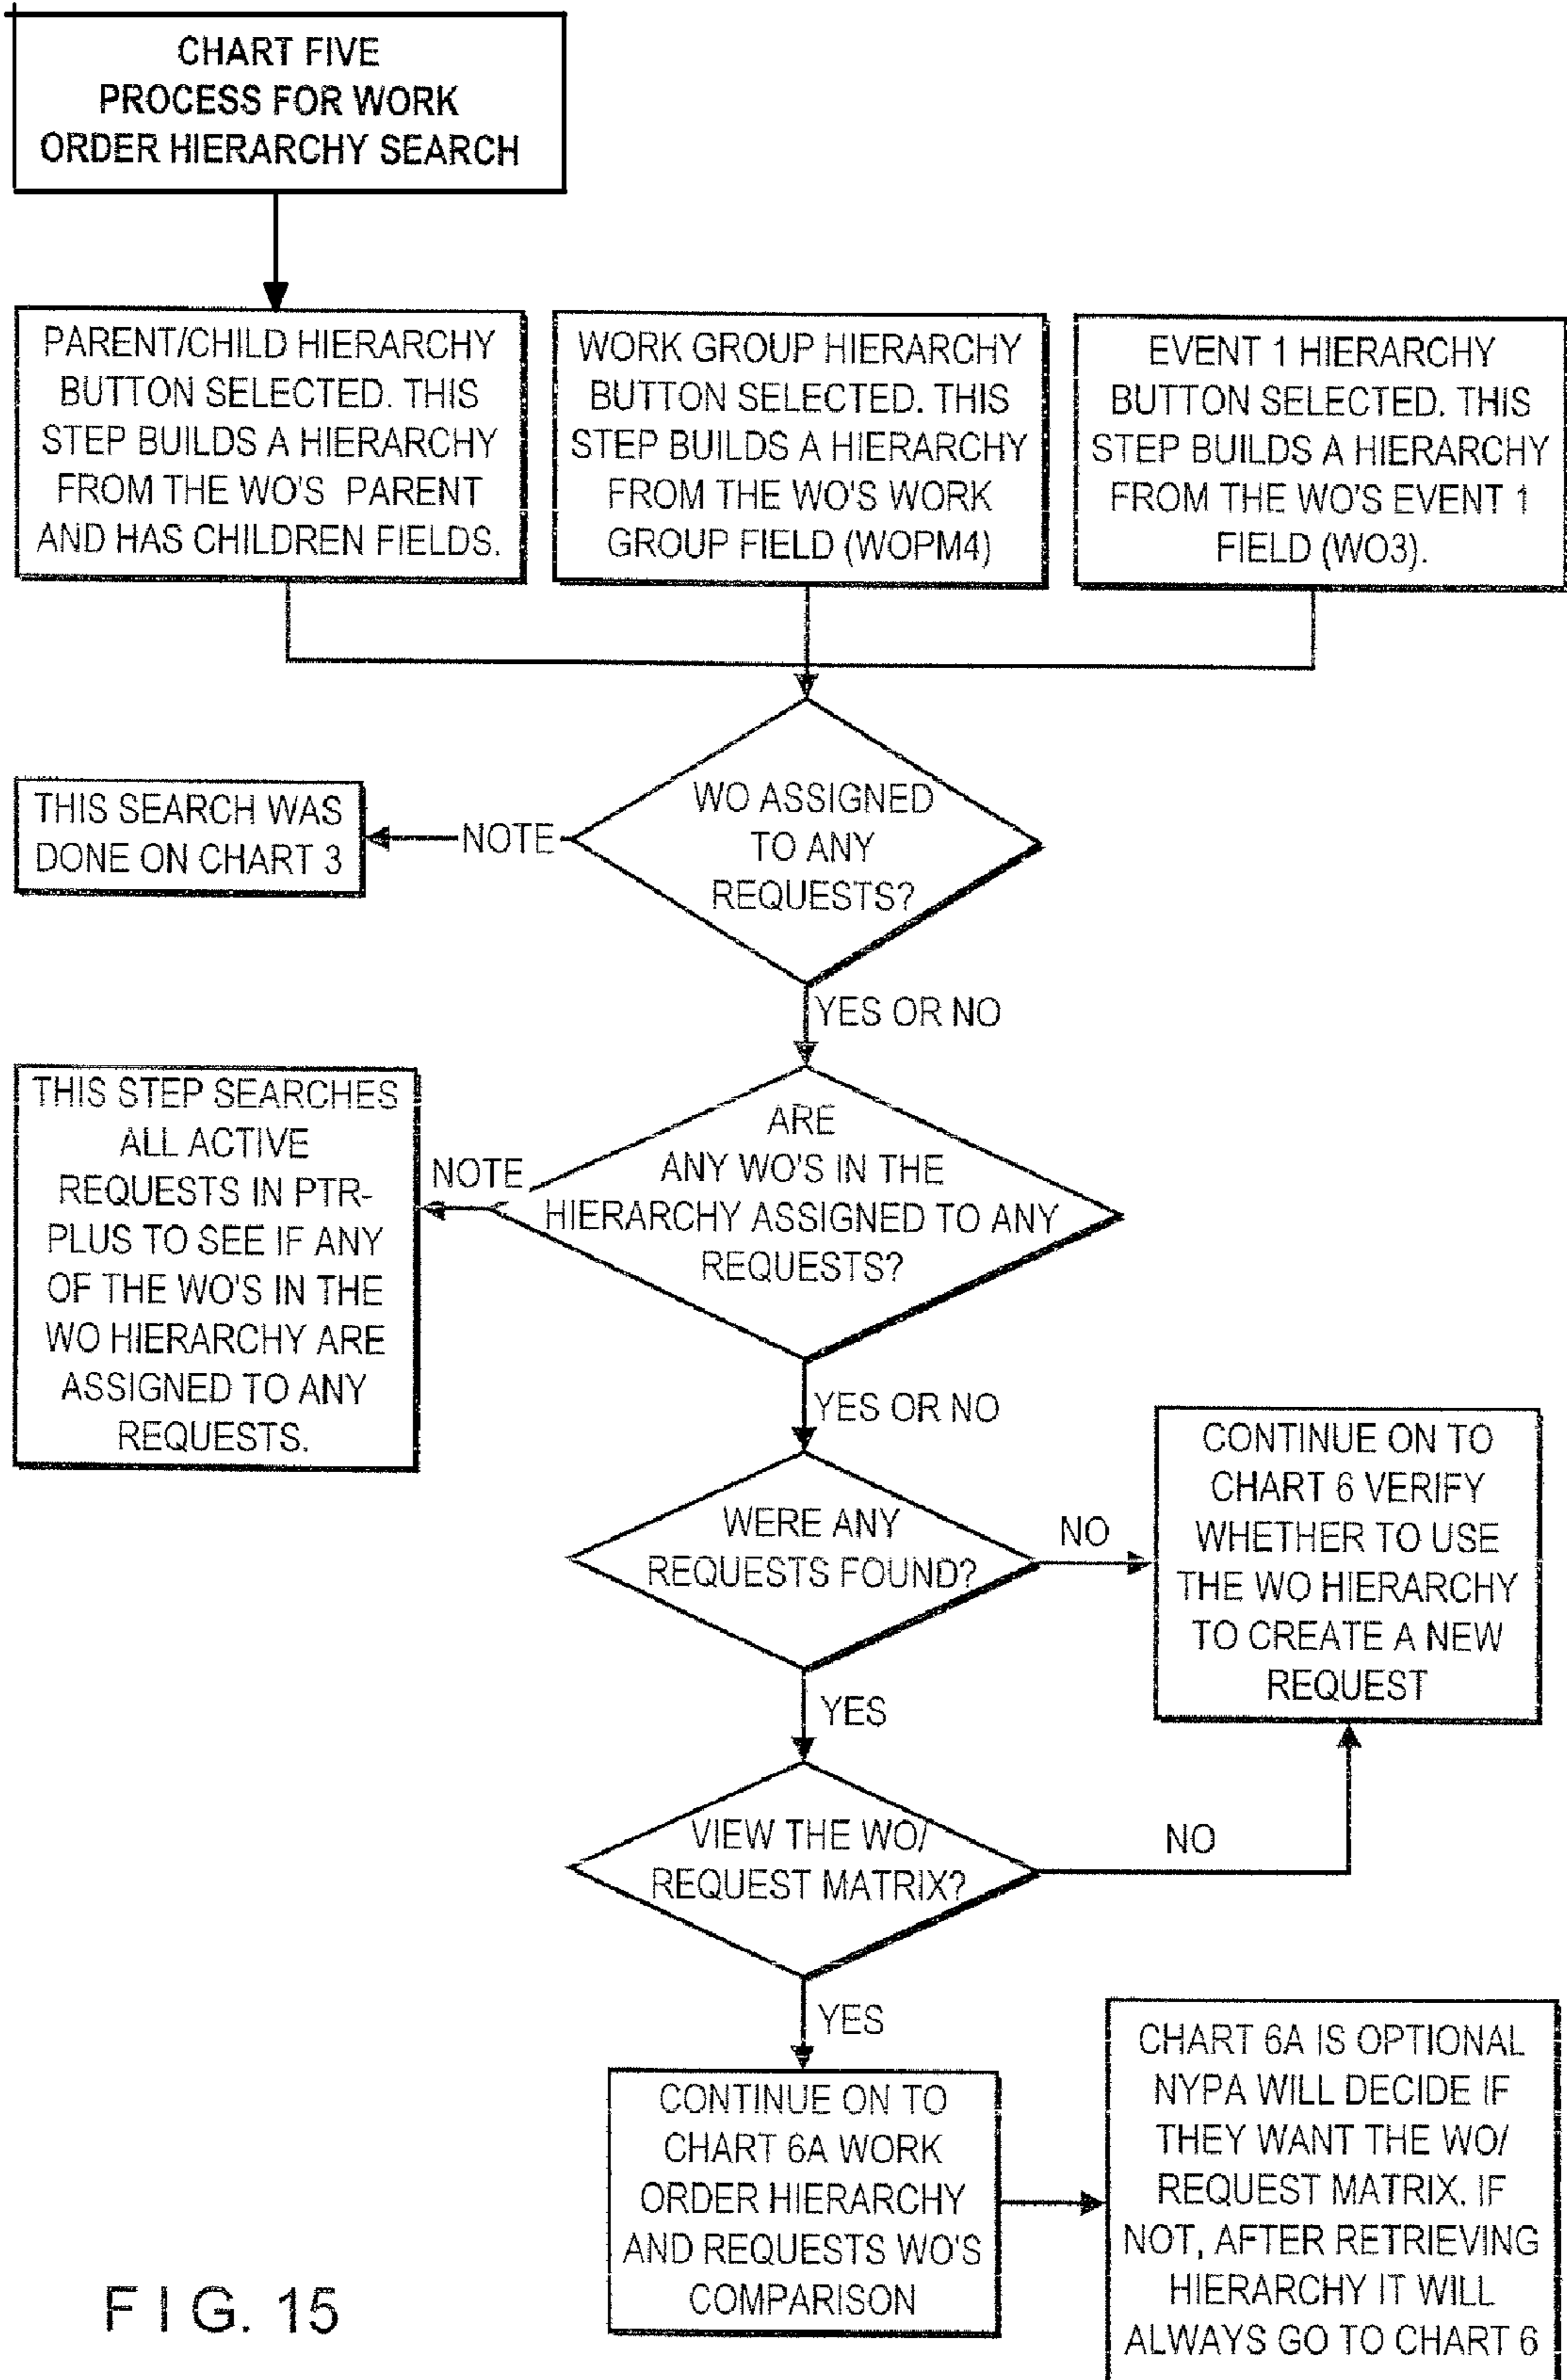 CHART FIVE
PROCESS FOR WORK
ORDER HIERARCHY SEARCH
PARENT/CHILD HIERARCHY
BUTTON SELECTED. THIS
STEP BUILDS A HIERARCHY
FROM THE WO'S PARENT
AND HAS CHILDREN FIELDS.
WORK GROUP HIERARCHY
BUTTON SELECTED. THIS
STEP BUILDS A HIERARCHY
FROM THE WO'S WORK
GROUP FIELD (WOPM4)
EVENT 1 HIERARCHY
BUTTON SELECTED. THIS
STEP BUILDS A HIERARCHY
FROM THE WO'S EVENT 1
FIELD (WO3).
WO ASSIGNED
TO ANY
REQUESTS?
NOTE
THIS SEARCH WAS
DONE ON CHART 3
YES OR NO
ARE
ANY WO'S IN THE
HIERARCHY ASSIGNED TO ANY
REQUESTS?
NOTE
THIS STEP SEARCHES
ALL ACTIVE
REQUESTS IN PTR-
PLUS TO SEE IF ANY
OF THE WO'S IN THE
WO HIERARCHY ARE
ASSIGNED TO ANY
REQUESTS.
YES OR NO
WERE ANY
REQUESTS FOUND?
NO
CONTINUE ON TO
CHART 6 VERIFY
WHETHER TO USE
THE WO HIERARCHY
TO CREATE A NEW
REQUEST
YES
VIEW THE WO/
REQUEST MATRIX?
NO
YES
CONTINUE ON TO
CHART 6A WORK
ORDER HIERARCHY
AND REQUESTS WO'S
COMPARISON
CHART 6A IS OPTIONAL
NYPA WILL DECIDE IF
THEY WANT THE WO/
REQUEST MATRIX. IF
NOT, AFTER RETRIEVING
HIERARCHY IT WILL
ALWAYS GO TO CHART 6
FIG. 15